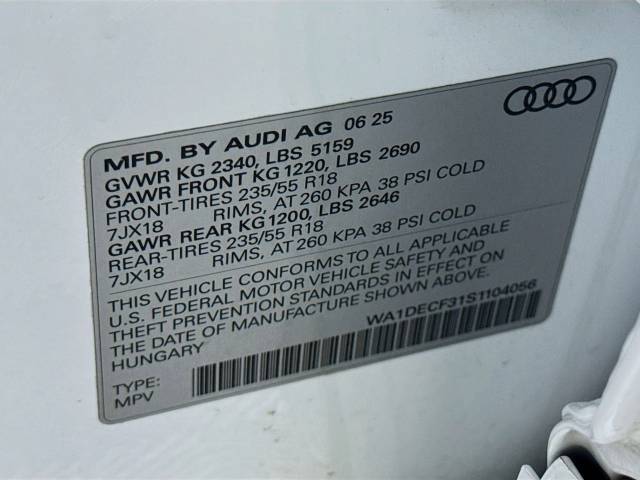 MFD. BY AUDI AG 06 25
GVWR KG 2340, LBS 5159
GAWR FRONT KG 1220, LBS 2690
FRONT-TIRES 235/55 R18
7JX18 RIMS, AT 260 KPA 38 PSI COLD
GAWR REAR KG 1200, LBS 2646
REAR-TIRES 235/55 R18
7JX18 RIMS, AT 260 KPA 38 PSI COLD
THIS VEHICLE CONFORMS TO ALL APPLICABLE
U.S. FEDERAL MOTOR VEHICLE SAFETY AND
THEFT PREVENTION STANDARDS IN EFFECT ON
THE DATE OF MANUFACTURE SHOWN ABOVE.
HUNGARY WA1DECF31S1104056
TYPE:
MPV